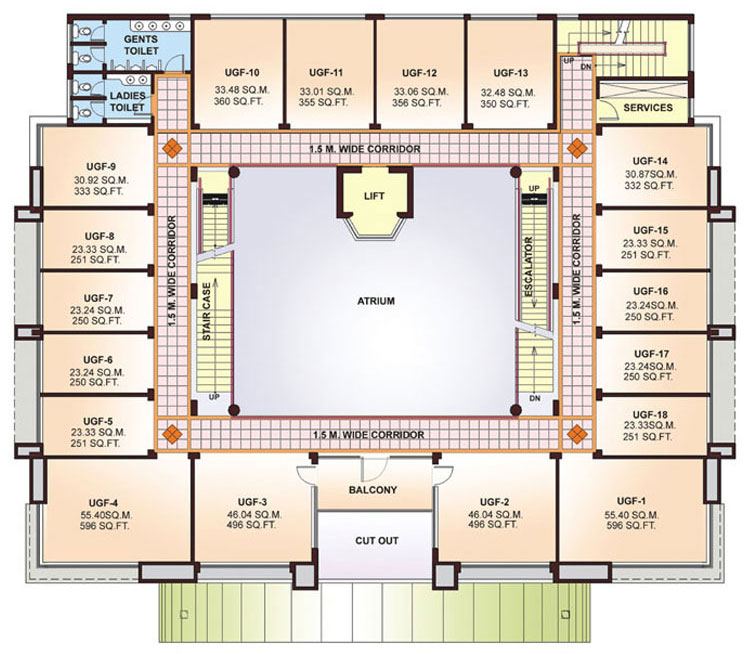 GENTS
TOILET
LADIES
TOILET
UGF-10
33.48 SQ.M.
360 SQ.FT.
UGF-11
33.01 SQ.M.
355 SQ.FT.
UGF-12
33.06 SQ.M.
356 SQ.FT.
UGF-13
32.48 SQ.M.
350 SQ.FT.
UP
DN
SERVICES
1.5 M. WIDE CORRIDOR
UGF-9
30.92 SQ.M.
333 SQ.FT.
UGF-8
23.33 SQ.M.
251 SQ.FT.
UGF-7
23.24 SQ.M.
250 SQ.FT.
UGF-6
23.24 SQ.M.
250 SQ.FT.
UGF-5
23.33 SQ.M.
251 SQ.FT.
1.5 M. WIDE CORRIDOR
STAIR CASE
UP
LIFT
ATRIUM
UP
ESCALATOR
DN
1.5 M. WIDE CORRIDOR
UGF-14
30.87SQ.M.
332 SQ.FT.
UGF-15
23.33 SQ.M.
251 SQ.FT.
UGF-16
23.24SQ.M.
250 SQ.FT.
UGF-17
23.24SQ.M.
250 SQ.FT.
UGF-18
23.33SQ.M.
251 SQ.FT.
1.5 M. WIDE CORRIDOR
UGF-4
55.40SQ.M.
596 SQ.FT.
UGF-3
46.04 SQ.M.
496 SQ.FT.
BALCONY
CUT OUT
UGF-2
46.04 SQ.M.
496 SQ.FT.
UGF-1
55.40 SQ.M.
596 SQ.FT.